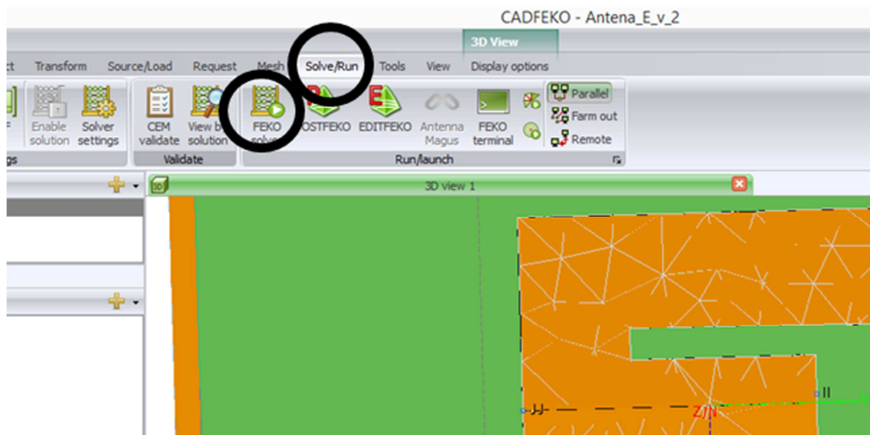 CADFEKO - Antena_E_v_2
3D View
Transform Source/Load Request Mesh Solve/Run Tools View Display options
Enable solution
Solver settings
CEM validate
FEKO
OSTFEKO
EDITFEKO
Antenna Magus
FEKO terminal
Parallel
Farm out
Remote
Validate
Run/launch
3D view 1
Z/N